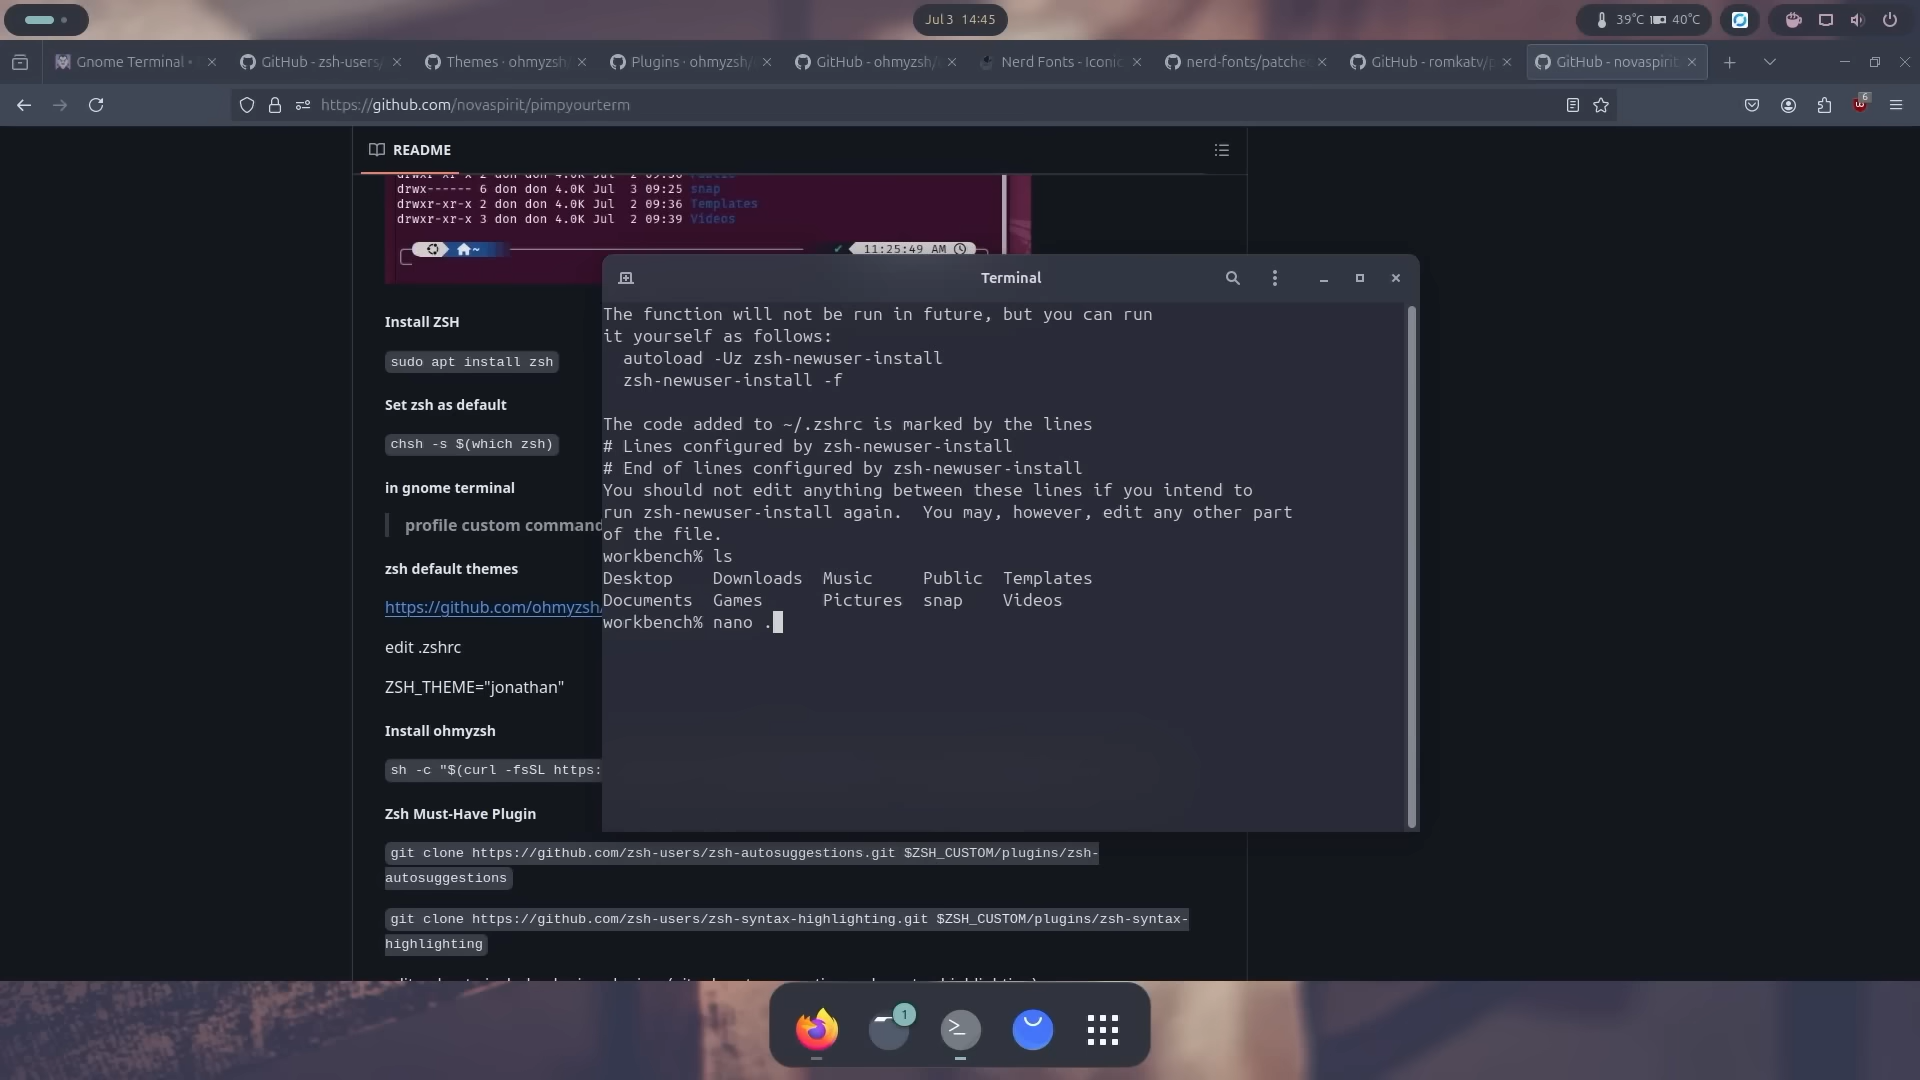 Jul 3 14:45
39°C 40°C
Gnome Terminal •
GitHub - zsh-users/
Themes · ohmyzsh/
Plugins · ohmyzsh/
GitHub - ohmyzsh/
Nerd Fonts - Iconic
nerd-fonts/patched
GitHub - romkatv/p
GitHub - novaspirit
https://github.com/novaspirit/pimpyourterm
6
README
drwx------ 6 don don 4.0K Jul 3 09:25 snap
drwxr-xr-x 2 don don 4.0K Jul 2 09:36 Templates
drwxr-xr-x 3 don don 4.0K Jul 2 09:39 Videos
~
11:25:49 AM
Install ZSH
sudo apt install zsh
Set zsh as default
chsh -s $(which zsh)
in gnome terminal
profile custom command
zsh default themes
https://github.com/ohmyzsh/
edit .zshrc
ZSH_THEME="jonathan"
Install ohmyzsh
sh -c "$(curl -fsSL https:
Zsh Must-Have Plugin
git clone https://github.com/zsh-users/zsh-autosuggestions.git $ZSH_CUSTOM/plugins/zsh-
autosuggestions
git clone https://github.com/zsh-users/zsh-syntax-highlighting.git $ZSH_CUSTOM/plugins/zsh-syntax-
highlighting
Terminal
The function will not be run in future, but you can run
it yourself as follows:
autoload -Uz zsh-newuser-install
zsh-newuser-install -f
The code added to ~/.zshrc is marked by the lines
# Lines configured by zsh-newuser-install
# End of lines configured by zsh-newuser-install
You should not edit anything between these lines if you intend to
run zsh-newuser-install again.  You may, however, edit any other part
of the file.
workbench% ls
Desktop Downloads Music Public Templates
Documents Games Pictures snap Videos
workbench% nano .
1